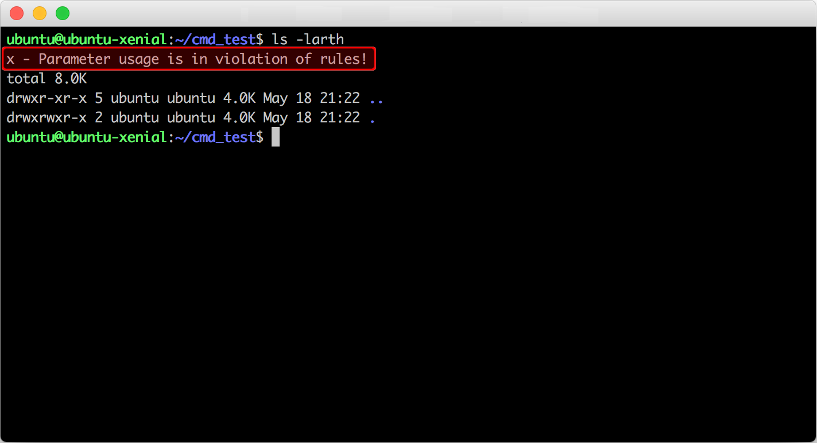 ubuntu@ubuntu-xenial:~/cmd_test$ ls -larth
x - Parameter usage is in violation of rules!
total 8.0K
drwxr-xr-x 5 ubuntu ubuntu 4.0K May 18 21:22 ..
drwxrwxr-x 2 ubuntu ubuntu 4.0K May 18 21:22 .
ubuntu@ubuntu-xenial:~/cmd_test$